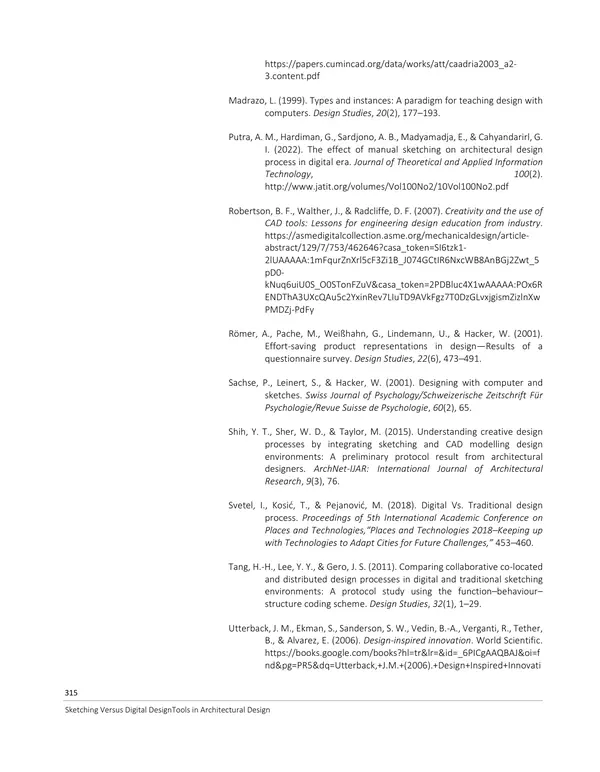 https://papers.cumincad.org/data/works/att/caadria2003_a2-
3.content.pdf
Madrazo, L. (1999). Types and instances: A paradigm for teaching design with
computers. Design Studies, 20(2), 177–193.
Putra, A. M., Hardiman, G., Sardjono, A. B., Madyamadja, E., & Cahyandarirl, G.
I. (2022). The effect of manual sketching on architectural design
process in digital era. Journal of Theoretical and Applied Information
Technology, 100(2).
http://www.jatit.org/volumes/Vol100No2/10Vol100No2.pdf
Robertson, B. F., Walther, J., & Radcliffe, D. F. (2007). Creativity and the use of
CAD tools: Lessons for engineering design education from industry.
https://asmedigitalcollection.asme.org/mechanicaldesign/article-
abstract/129/7/753/462646?casa_token=SI6tzk1-
2lUAAAAA:1mFqurZnXrl5cF3Zi1B_J074GCtIR6NxcWB8AnBGj2Zwt_5
pD0-
kNuq6uiU0S_O0STonFZuV&casa_token=2PDBluc4X1wAAAAA:POx6R
ENDThA3UXcQAu5c2YxinRev7LIuTD9AVkFgz7T0DzGLvxjgismZizlnXw
PMDZj-PdFy
Römer, A., Pache, M., Weißhahn, G., Lindemann, U., & Hacker, W. (2001).
Effort-saving product representations in design—Results of a
questionnaire survey. Design Studies, 22(6), 473–491.
Sachse, P., Leinert, S., & Hacker, W. (2001). Designing with computer and
sketches. Swiss Journal of Psychology/Schweizerische Zeitschrift Für
Psychologie/Revue Suisse de Psychologie, 60(2), 65.
Shih, Y. T., Sher, W. D., & Taylor, M. (2015). Understanding creative design
processes by integrating sketching and CAD modelling design
environments: A preliminary protocol result from architectural
designers. ArchNet-IJAR: International Journal of Architectural
Research, 9(3), 76.
Svetel, I., Kosić, T., & Pejanović, M. (2018). Digital Vs. Traditional design
process. Proceedings of 5th International Academic Conference on
Places and Technologies,"Places and Technologies 2018–Keeping up
with Technologies to Adapt Cities for Future Challenges," 453–460.
Tang, H.-H., Lee, Y. Y., & Gero, J. S. (2011). Comparing collaborative co-located
and distributed design processes in digital and traditional sketching
environments: A protocol study using the function–behaviour–
structure coding scheme. Design Studies, 32(1), 1–29.
Utterback, J. M., Ekman, S., Sanderson, S. W., Vedin, B.-A., Verganti, R., Tether,
B., & Alvarez, E. (2006). Design-inspired innovation. World Scientific.
https://books.google.com/books?hl=tr&lr=&id=_6PICgAAQBAJ&oi=f
nd&pg=PR5&dq=Utterback,+J.M.+(2006).+Design+Inspired+Innovati
315
Sketching Versus Digital DesignTools in Architectural Design